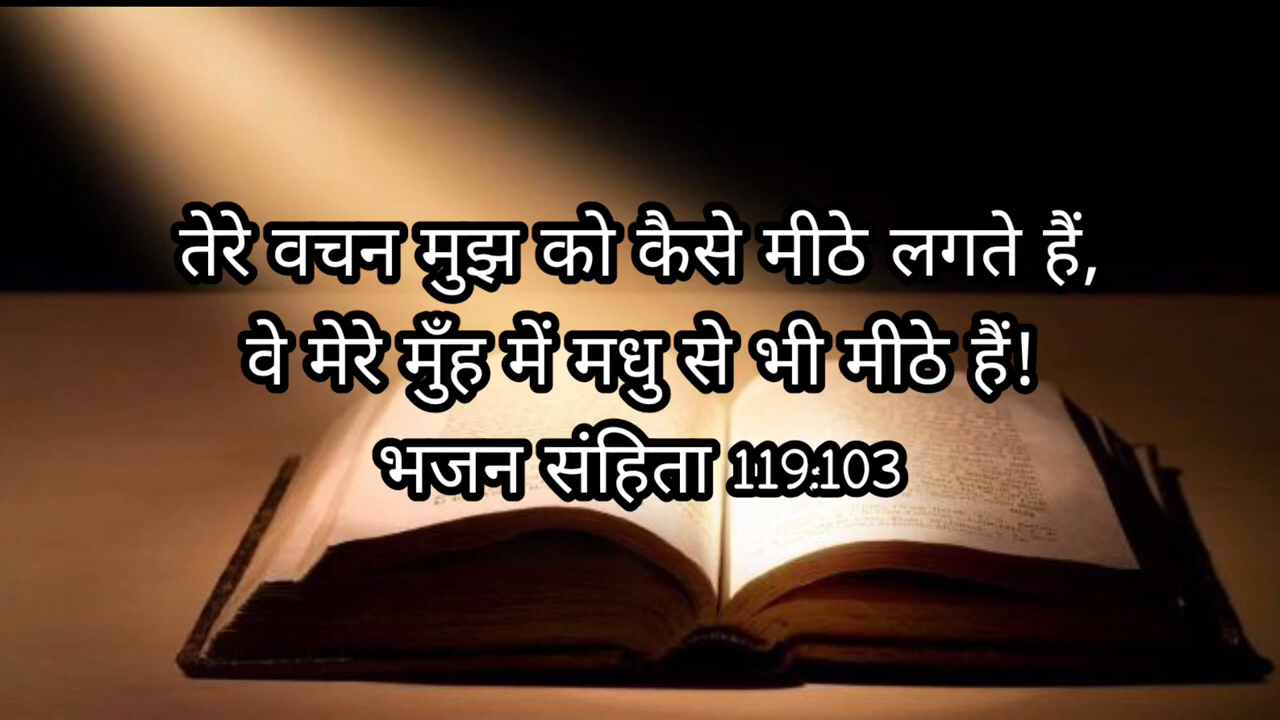 तेरे वचन मुझ को कैसे मीठे लगते हैं,
वे मेरे मुँह में मधु से भी मीठे हैं!
भजन संहिता 119:103